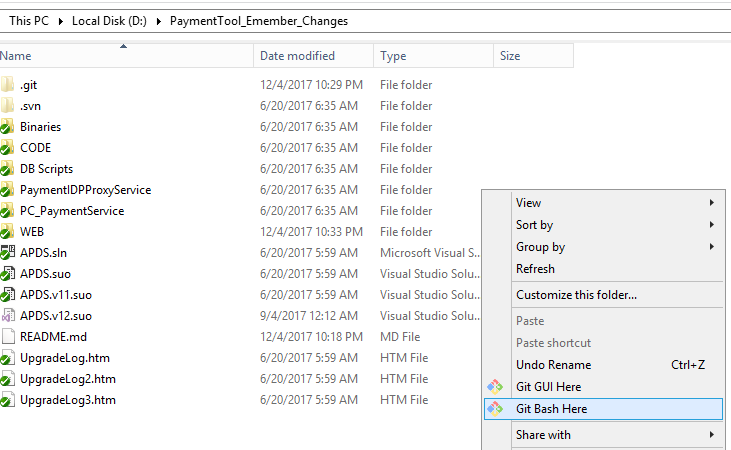 This PC Local Disk (D:) PaymentTool_Emember_Changes
Name Date modified Type Size
.git 12/4/2017 10:29 PM File folder
.svn 6/20/2017 6:35 AM File folder
Binaries 6/20/2017 6:35 AM File folder
CODE 6/20/2017 6:35 AM File folder
DB Scripts 6/20/2017 6:35 AM File folder
PaymentIDPProxyService 6/20/2017 6:35 AM File folder
PC_PaymentService 6/20/2017 6:35 AM File folder
WEB 12/4/2017 10:33 PM File folder
APDS.sln 6/20/2017 5:59 AM Microsoft Visual S...
APDS.suo 6/20/2017 5:59 AM Visual Studio Solu...
APDS.v11.suo 6/20/2017 5:59 AM Visual Studio Solu...
APDS.v12.suo 9/4/2017 12:12 AM Visual Studio Solu...
README.md 12/4/2017 10:18 PM MD File
UpgradeLog.htm 6/20/2017 5:59 AM HTM File
UpgradeLog2.htm 6/20/2017 5:59 AM HTM File
UpgradeLog3.htm 6/20/2017 5:59 AM HTM File
View
Sort by
Group by
Refresh
Customize this folder...
Paste
Paste shortcut
Undo Rename Ctrl+Z
Git GUI Here
Git Bash Here
Share with